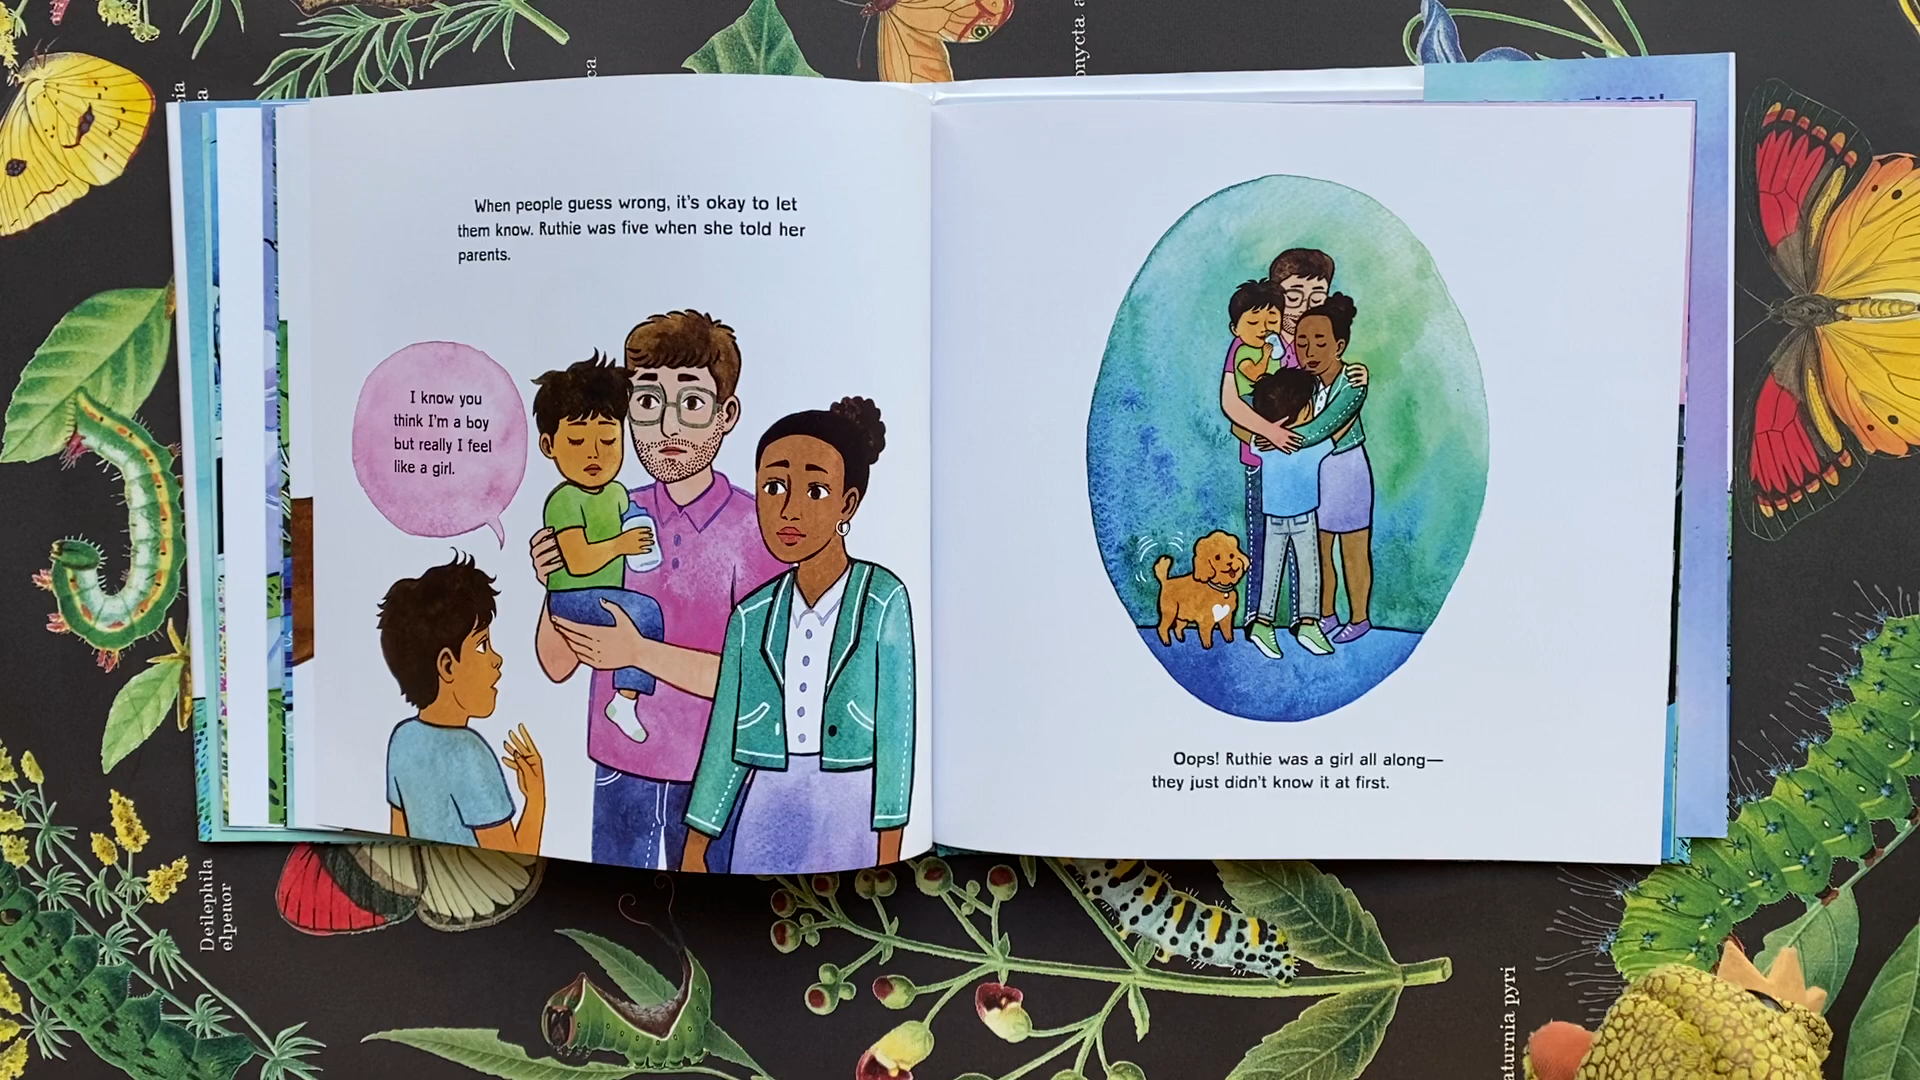 When people guess wrong, it's okay to let
them know. Ruthie was five when she told her
parents.
I know you
think I'm a boy
but really I feel
like a girl.
Oops! Ruthie was a girl all along—
they just didn't know it at first.
Deilephila
elpenor